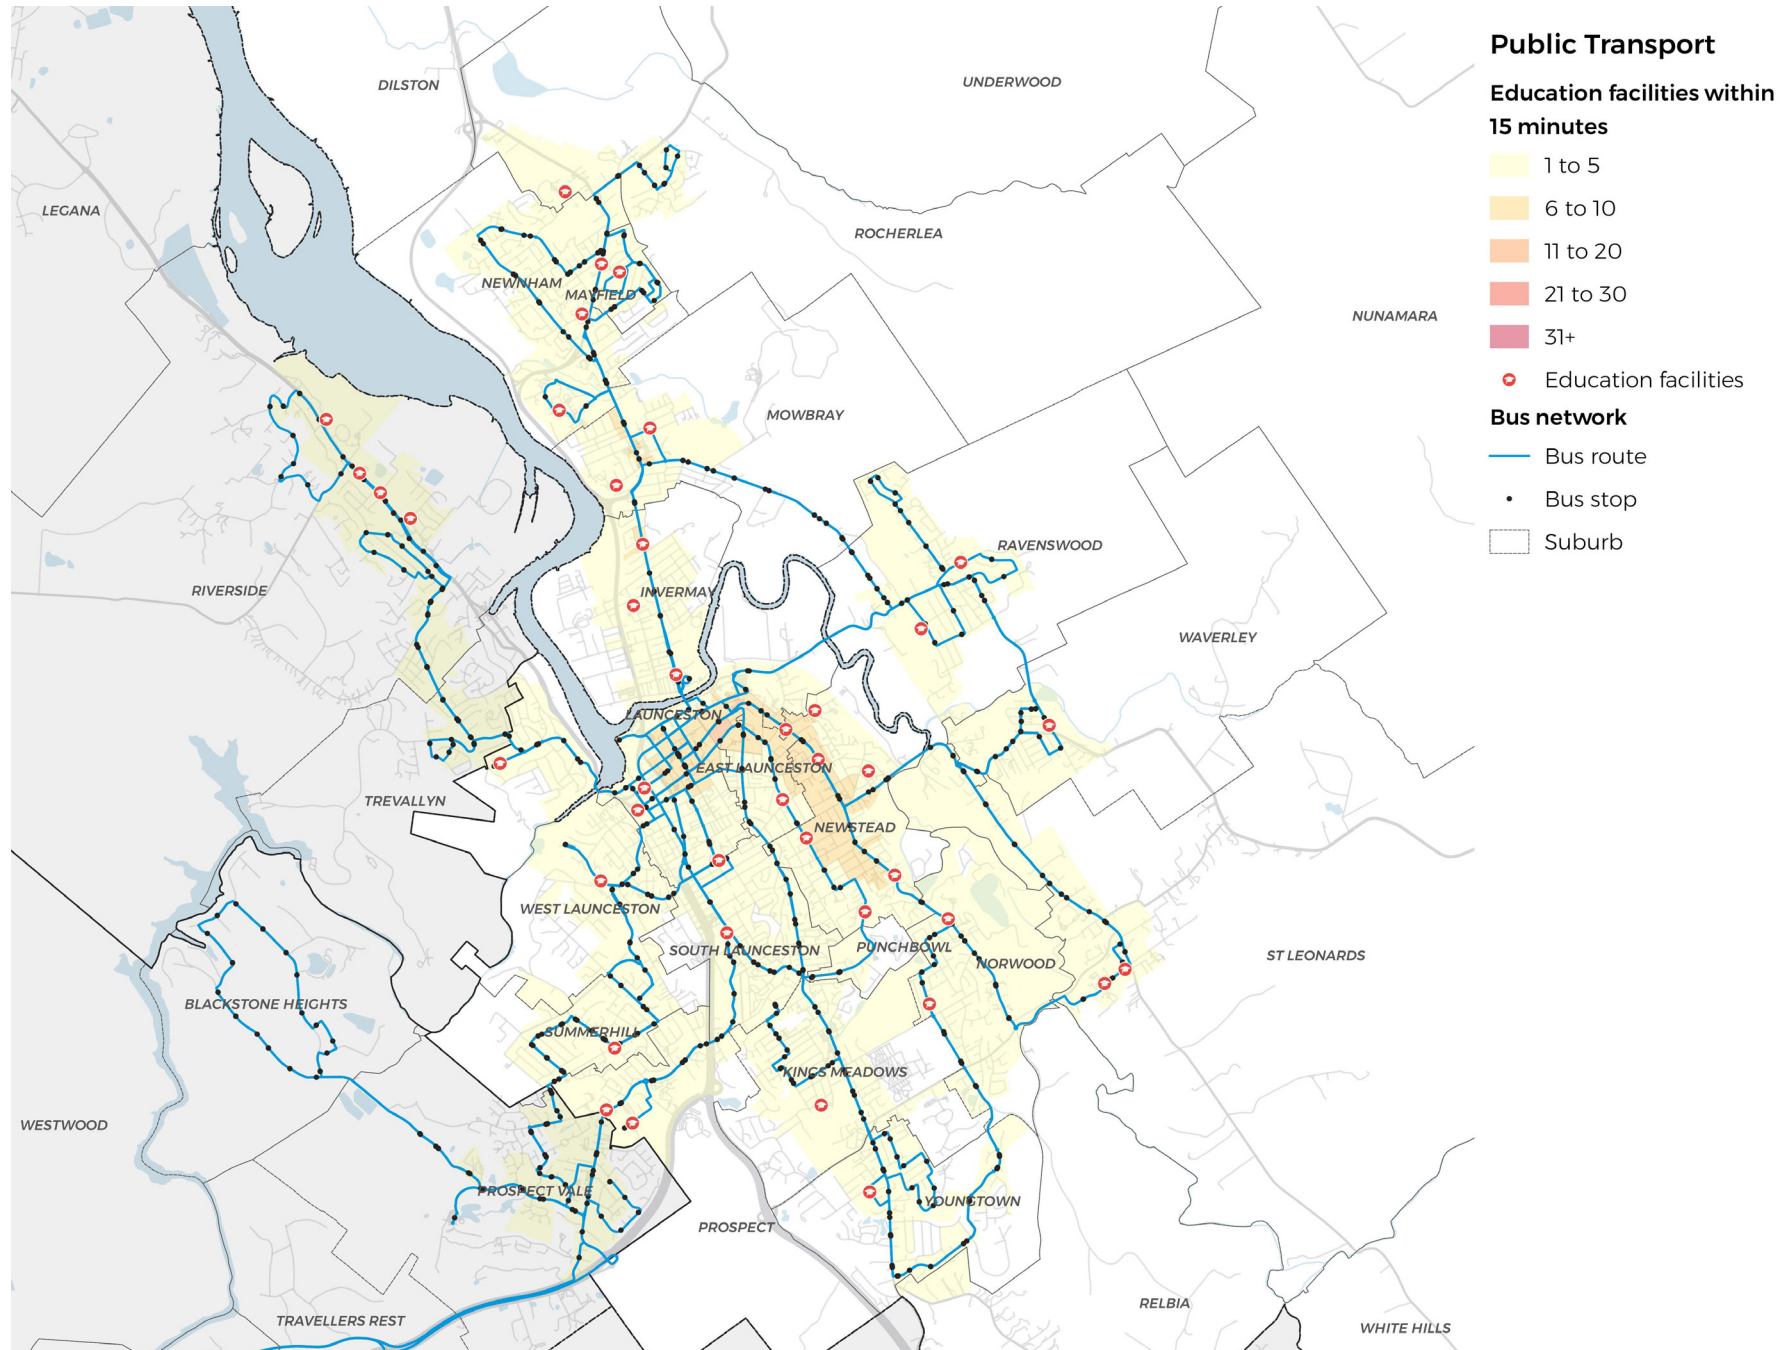 Public Transport
Education facilities within
15 minutes
1 to 5
6 to 10
11 to 20
21 to 30
31+
Education facilities
Bus network
Bus route
Bus stop
Suburb
DILSTON
UNDERWOOD
LEGANA
ROCHERLEA
NEWNHAM
MAYFIELD
NUNAMARA
MOWBRAY
RAVENSWOOD
RIVERSIDE
INVERMAY
WAVERLEY
LAUNCESTON
EAST LAUNCESTON
TREVALLYN
NEWSTEAD
WEST LAUNCESTON
SOUTH LAUNCESTON
PUNCHBOWL
NORWOOD
ST LEONARDS
BLACKSTONE HEIGHTS
SUMMERHILL
KINGS MEADOWS
WESTWOOD
PROSPECT VALE
YOUNGTOWN
PROSPECT
RELBIA
TRAVELLERS REST
WHITE HILLS